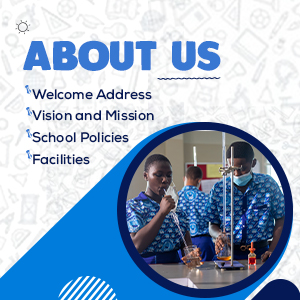 ABOUT US
Welcome Address
Vision and Mission
School Policies
Facilities